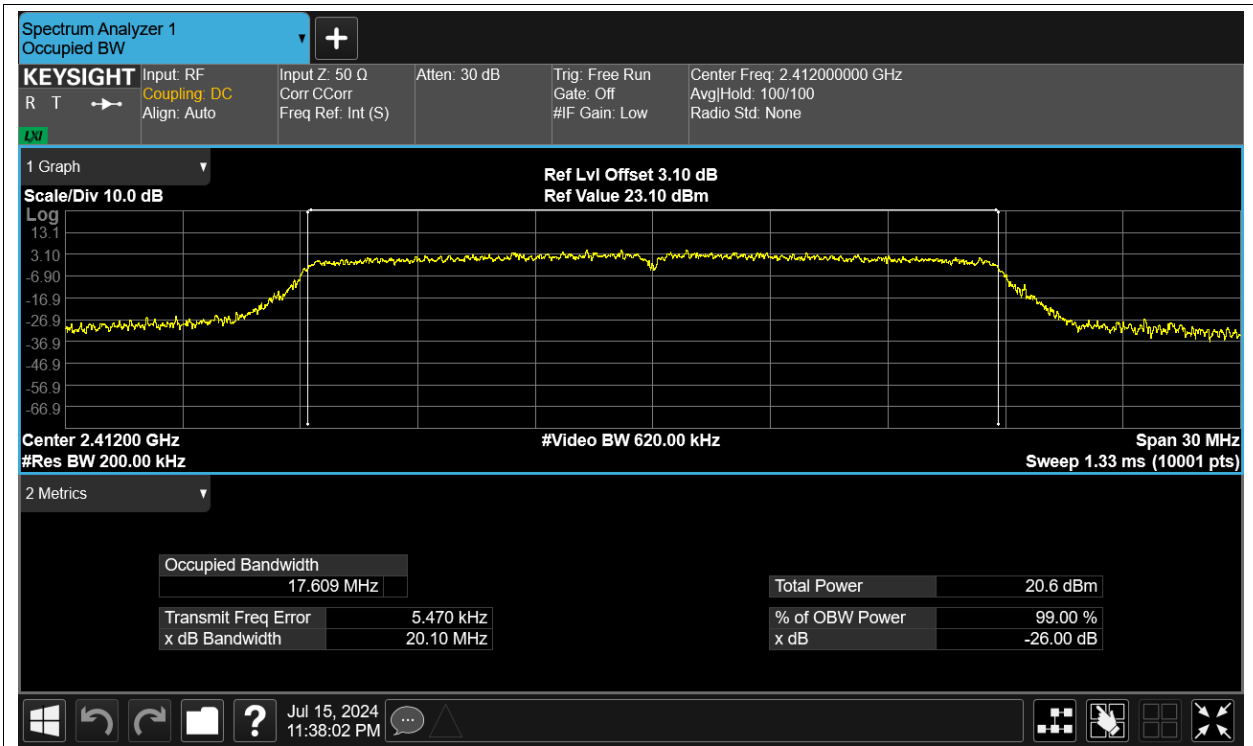 Spectrum Analyzer 1
Occupied BW
KEYSIGHT
R T
LXI
Input: RF
Coupling: DC
Align: Auto
Input Z: 50 Ω
Corr CCorr
Freq Ref: Int (S)
Atten: 30 dB
Trig: Free Run
Gate: Off
#IF Gain: Low
Center Freq: 2.412000000 GHz
Avg|Hold: 100/100
Radio Std: None
1 Graph
Scale/Div 10.0 dB
Ref Lvl Offset 3.10 dB
Ref Value 23.10 dBm
Log
13.1
3.10
-6.90
-16.9
-26.9
-36.9
-46.9
-56.9
-66.9
Center 2.41200 GHz
#Res BW 200.00 kHz
#Video BW 620.00 kHz
Span 30 MHz
Sweep 1.33 ms (10001 pts)
2 Metrics
Occupied Bandwidth
17.609 MHz
Transmit Freq Error 5.470 kHz
x dB Bandwidth 20.10 MHz
Total Power 20.6 dBm
% of OBW Power 99.00 %
x dB -26.00 dB
?
Jul 15, 2024
11:38:02 PM